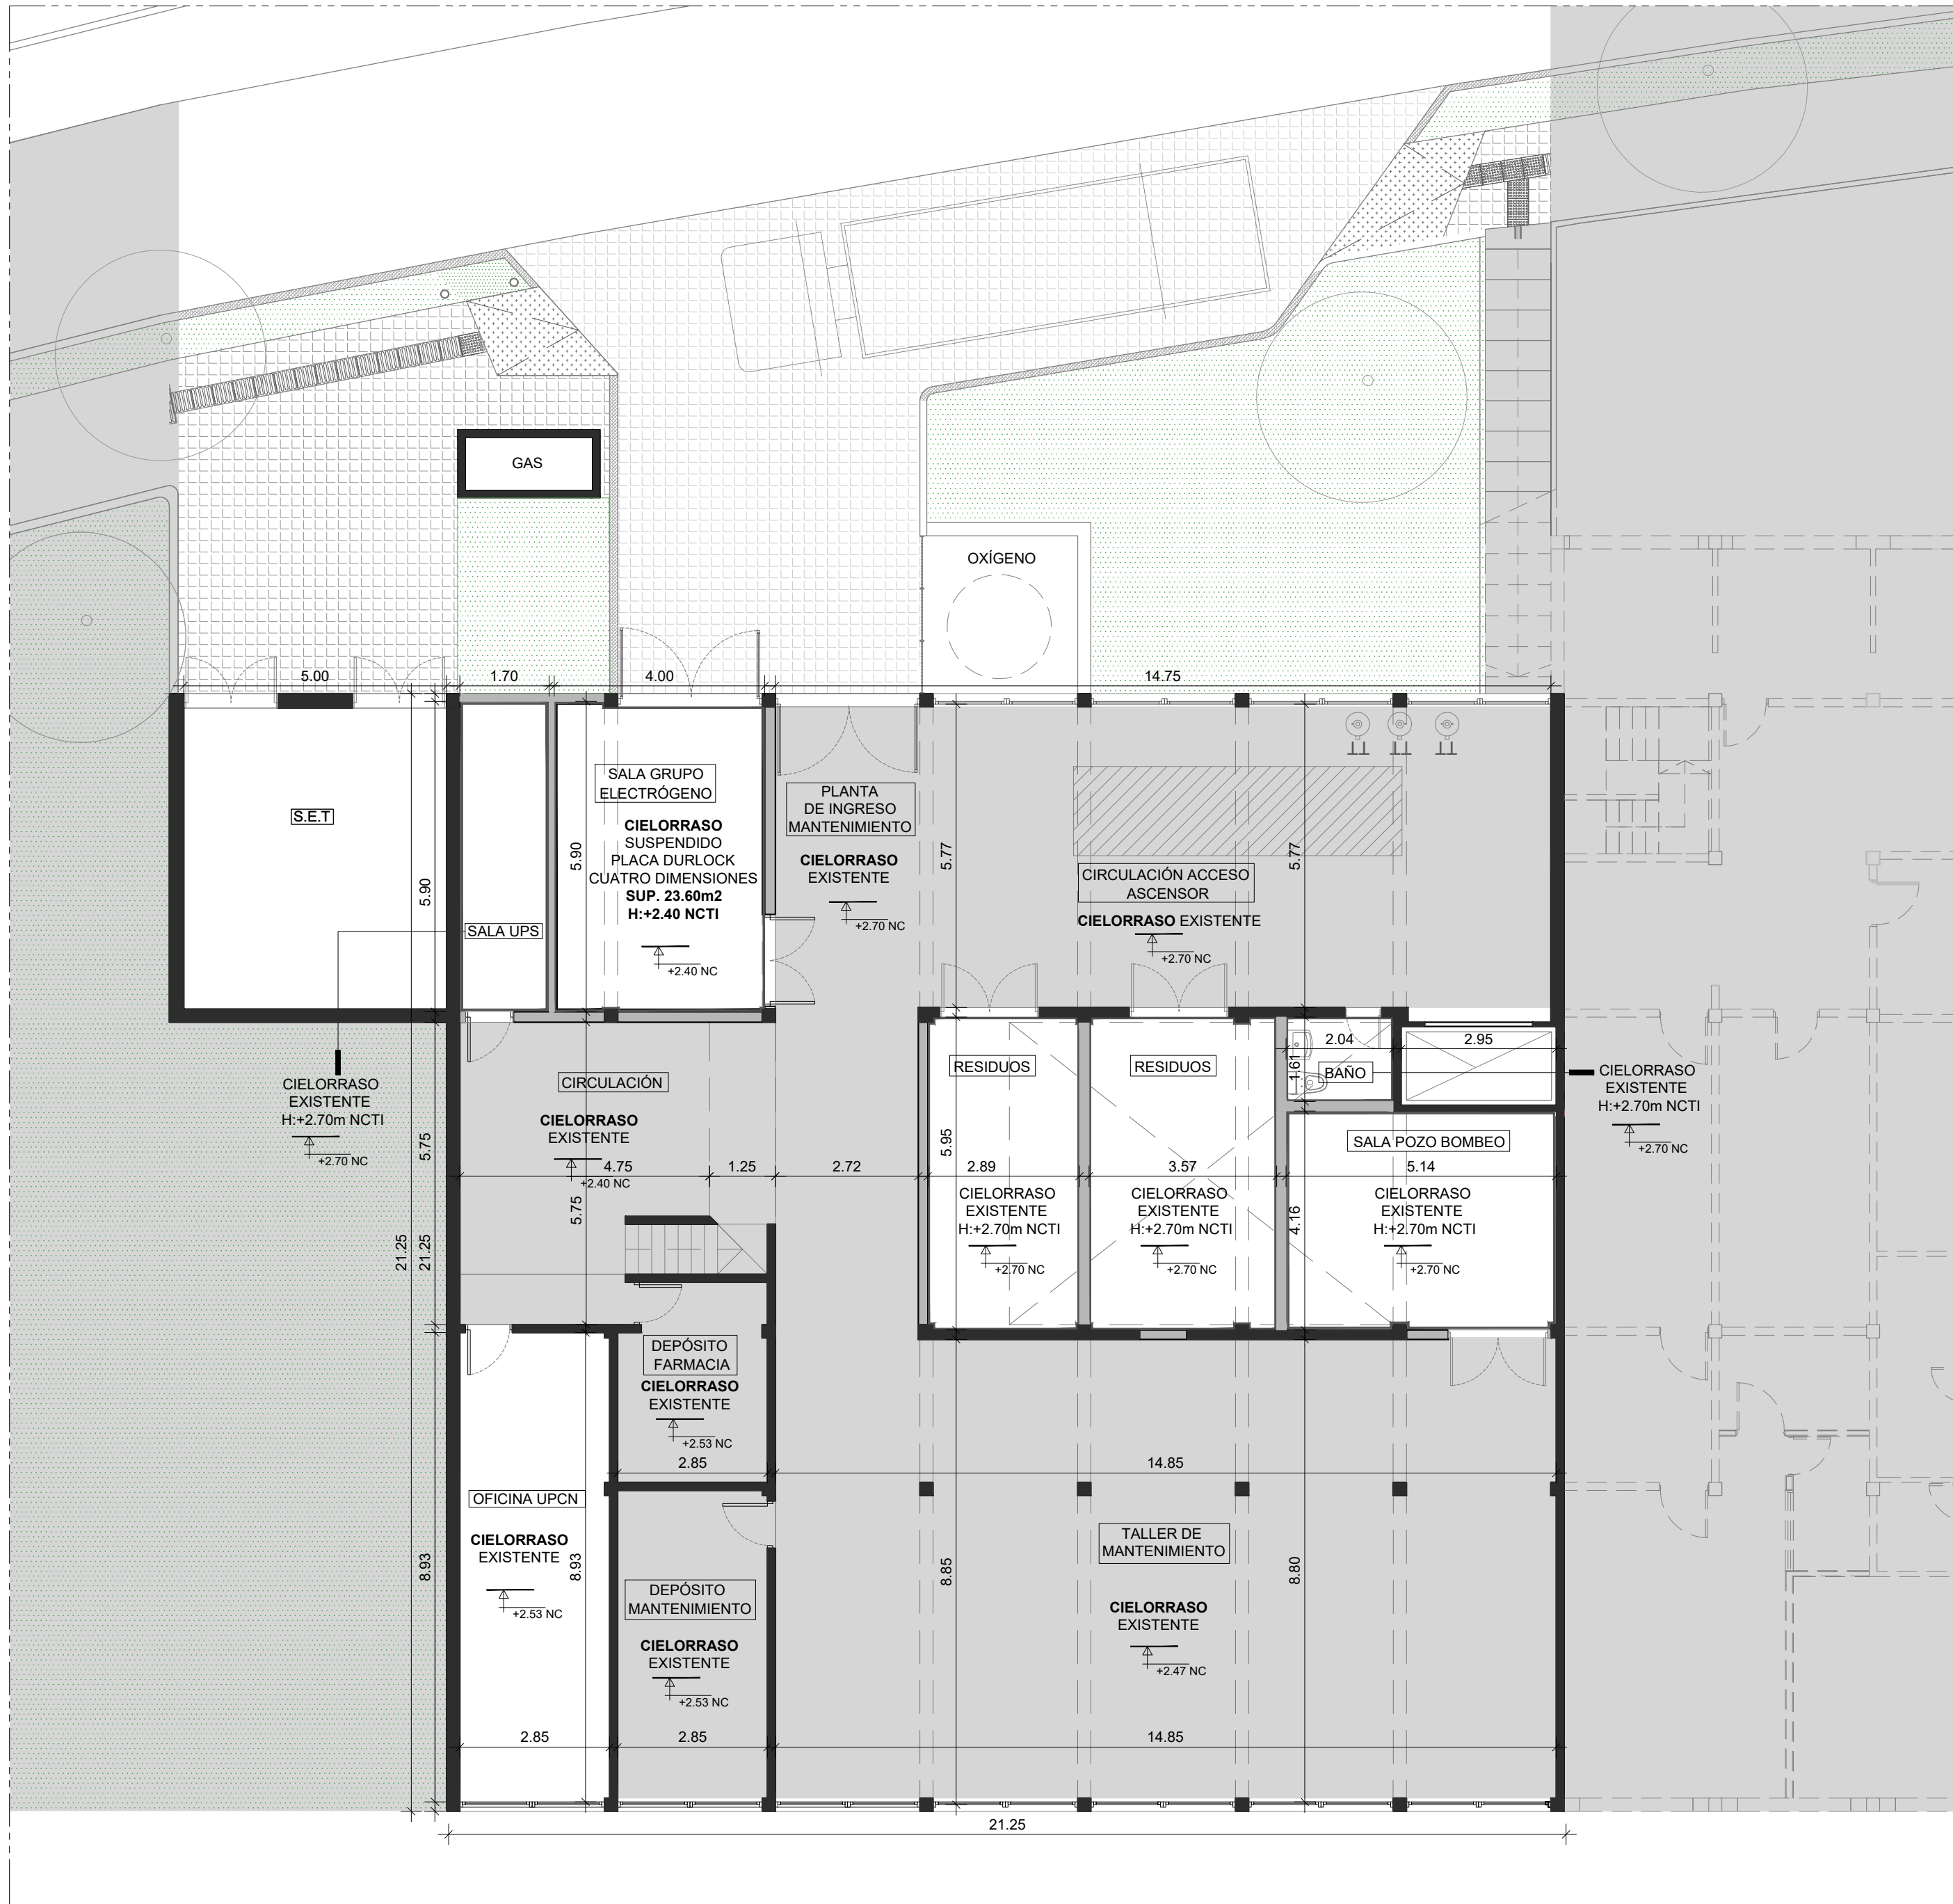 GAS
OXÍGENO
5.00
1.70
4.00
14.75
S.E.T
5.90
5.90
SALA UPS
SALA GRUPO
ELECTRÓGENO
CIELORRASO
SUSPENDIDO
PLACA DURLOCK
CUATRO DIMENSIONES
SUP. 23.60m2
H:+2.40 NCTI
+2.40 NC
PLANTA
DE INGRESO
MANTENIMIENTO
CIELORRASO
EXISTENTE
+2.70 NC
5.77
5.77
CIRCULACIÓN ACCESO
ASCENSOR
CIELORRASO EXISTENTE
+2.70 NC
CIELORRASO
EXISTENTE
H:+2.70m NCTI
+2.70 NC
5.75
CIRCULACIÓN
CIELORRASO
EXISTENTE
+2.40 NC
4.75
1.25
2.72
5.75
RESIDUOS
5.95
2.89
CIELORRASO
EXISTENTE
H:+2.70m NCTI
+2.70 NC
RESIDUOS
3.57
CIELORRASO
EXISTENTE
H:+2.70m NCTI
+2.70 NC
2.04
2.95
1.61
BAÑO
CIELORRASO
EXISTENTE
H:+2.70m NCTI
+2.70 NC
SALA POZO BOMBEO
5.14
4.16
CIELORRASO
EXISTENTE
H:+2.70m NCTI
+2.70 NC
21.25
21.25
DEPÓSITO
FARMACIA
CIELORRASO
EXISTENTE
+2.53 NC
2.85
14.85
OFICINA UPCN
CIELORRASO
EXISTENTE
+2.53 NC
8.93
8.93
DEPÓSITO
MANTENIMIENTO
CIELORRASO
EXISTENTE
+2.53 NC
TALLER DE
MANTENIMIENTO
CIELORRASO
EXISTENTE
+2.47 NC
8.85
8.80
2.85
2.85
14.85
21.25